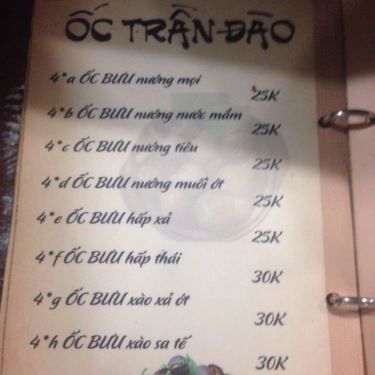 ỐC TRẦN-ĐÀO
4*a ỐC BƯU nướng mọi 25K
4*b ỐC BƯU nướng nước mắm 25K
4*c ỐC BƯU nướng tiêu 25K
4*d ỐC BƯU nướng muối ớt 25K
4*e ỐC BƯU hấp xả 25K
4*f ỐC BƯU hấp thái 30K
4*g ỐC BƯU xào xả ớt 30K
4*h ỐC BƯU xào sa tế 30K